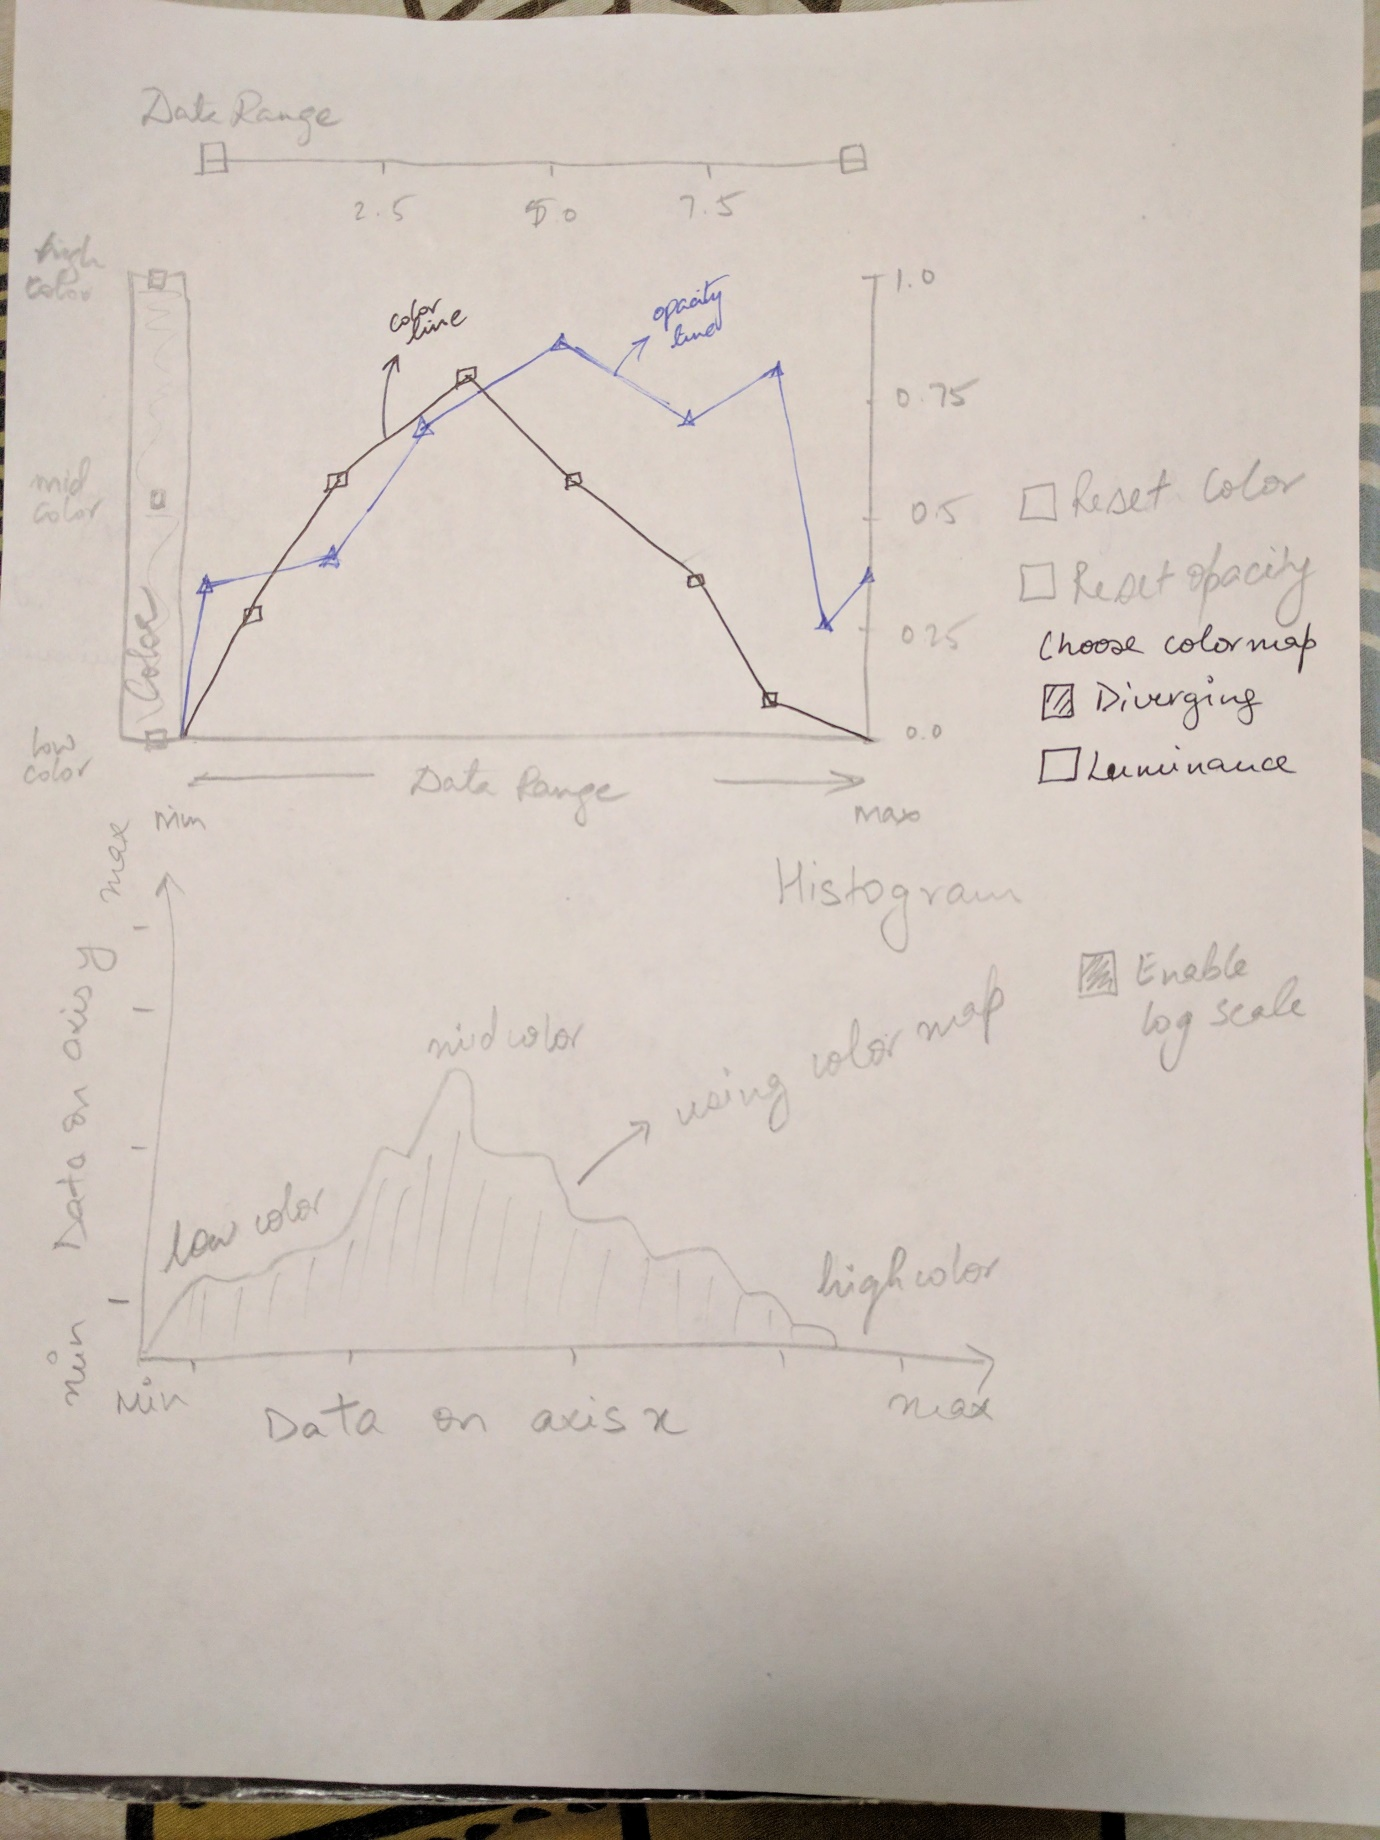 Data Range
2.5 5.0 7.5
high
color
color
line
opacity
line
1.0
0.75
mid
color
0.5
0.25
0.0
Color
low
color
Reset Color
Reset opacity
Choose colormap
Diverging
Luminance
Data Range
min
max
Histogram
Enable
log scale
max
Data on axis y
min
mid color
using color map
low color
high color
Min
max
Data on axis x